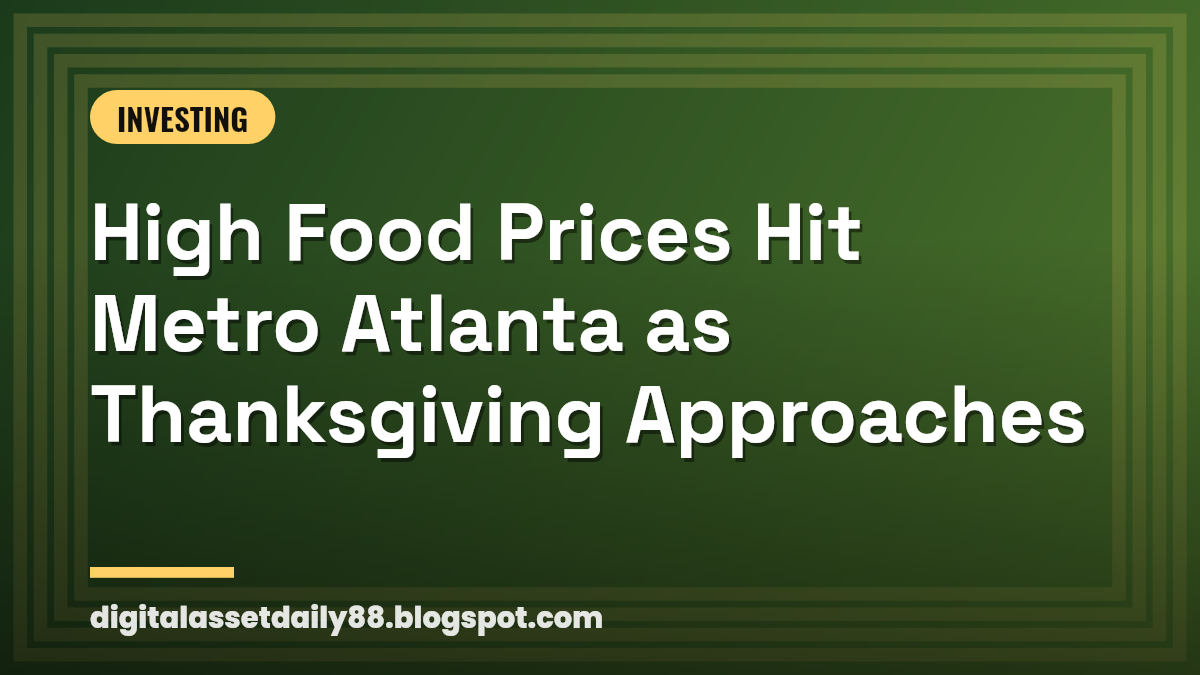 INVESTING
High Food Prices Hit
Metro Atlanta as
Thanksgiving Approaches
digitalassetdaily88.blogspot.com